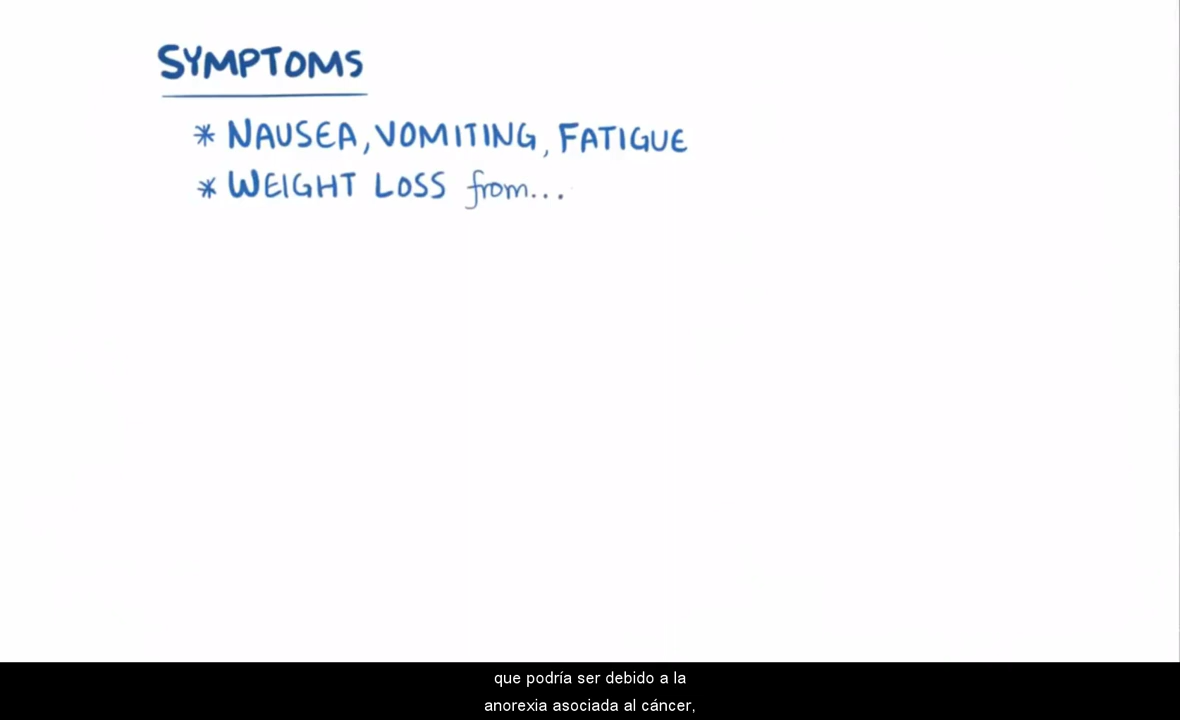 SYMPTOMS
* NAUSEA, VOMITING, FATIGUE
* WEIGHT LOSS from...
que podría ser debido a la
anorexia asociada al cáncer,